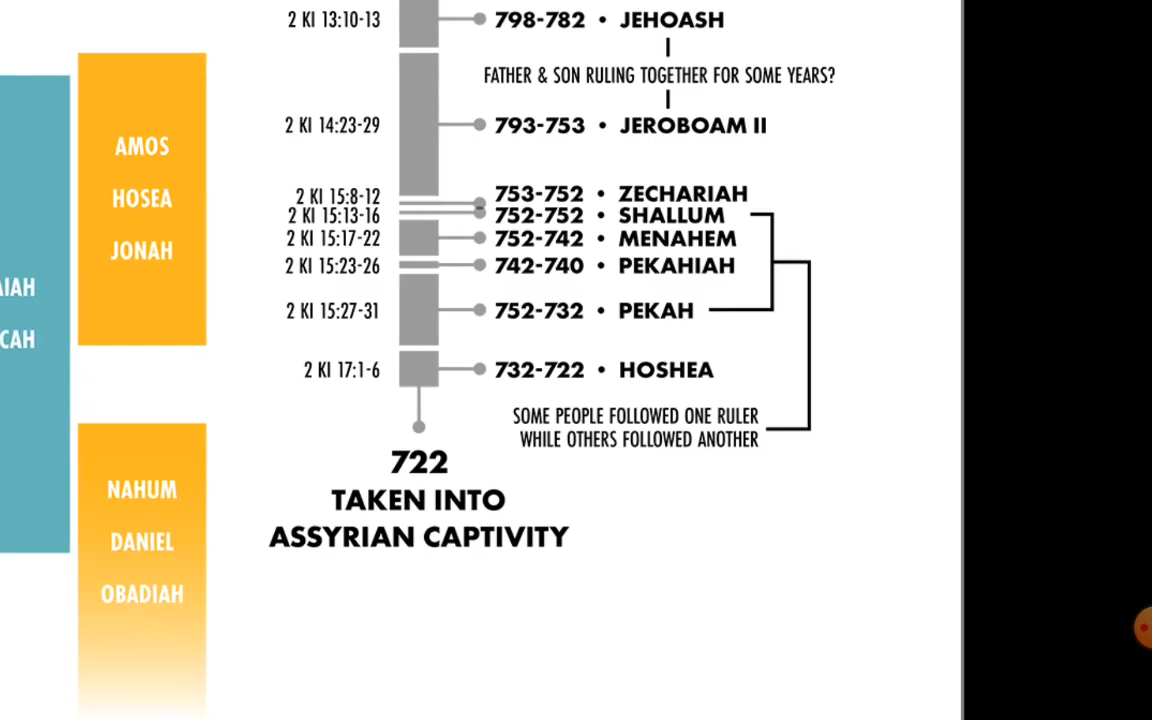 2 KI 13:10-13 798-782 • JEHOASH
FATHER & SON RULING TOGETHER FOR SOME YEARS?
2 KI 14:23-29 793-753 • JEROBOAM II
2 KI 15:8-12 753-752 • ZECHARIAH
2 KI 15:13-16 752-752 • SHALLUM
2 KI 15:17-22 752-742 • MENAHEM
2 KI 15:23-26 742-740 • PEKAHIAH
2 KI 15:27-31 752-732 • PEKAH
2 KI 17:1-6 732-722 • HOSHEA
SOME PEOPLE FOLLOWED ONE RULER
WHILE OTHERS FOLLOWED ANOTHER
722
TAKEN INTO
ASSYRIAN CAPTIVITY
AMOS
HOSEA
JONAH
NAHUM
DANIEL
OBADIAH